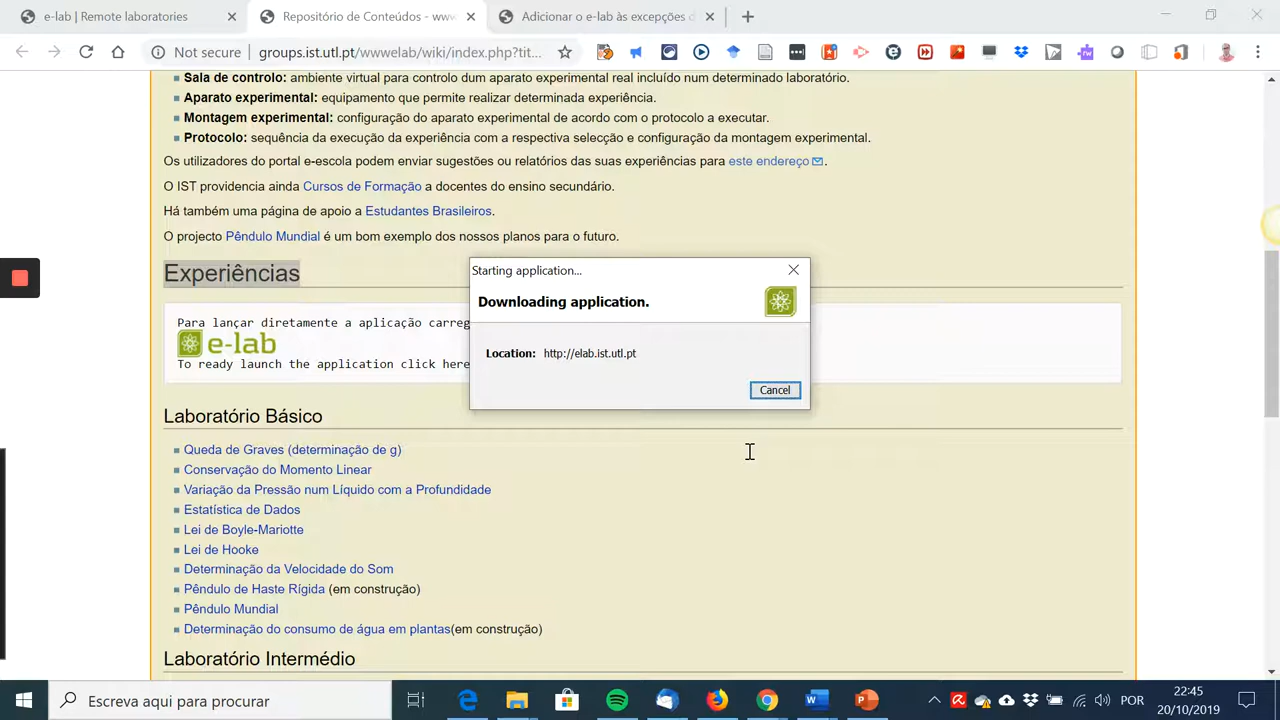 e-lab | Remote laboratories
Repositório de Conteúdos - www
Adicionar o e-lab às excepções d
Not secure
groups.ist.utl.pt/wwwelab/wiki/index.php?tit...
Sala de controlo: ambiente virtual para controlo dum aparato experimental real incluído num determinado laboratório.
Aparato experimental: equipamento que permite realizar determinada experiência.
Montagem experimental: configuração do aparato experimental de acordo com o protocolo a executar.
Protocolo: sequência da execução da experiência com a respectiva selecção e configuração da montagem experimental.
Os utilizadores do portal e-escola podem enviar sugestões ou relatórios das suas experiências para este endereço.
O IST providencia ainda Cursos de Formação a docentes do ensino secundário.
Há também uma página de apoio a Estudantes Brasileiros.
O projecto Pêndulo Mundial é um bom exemplo dos nossos planos para o futuro.
Experiências
Para lançar diretamente a aplicação carreg
e-lab
To ready launch the application click here
Starting application...
Downloading application.
Location: http://elab.ist.utl.pt
Cancel
Laboratório Básico
Queda de Graves (determinação de g)
Conservação do Momento Linear
Variação da Pressão num Líquido com a Profundidade
Estatística de Dados
Lei de Boyle-Mariotte
Lei de Hooke
Determinação da Velocidade do Som
Pêndulo de Haste Rígida (em construção)
Pêndulo Mundial
Determinação do consumo de água em plantas(em construção)
Laboratório Intermédio
Escreva aqui para procurar
POR
22:45
20/10/2019